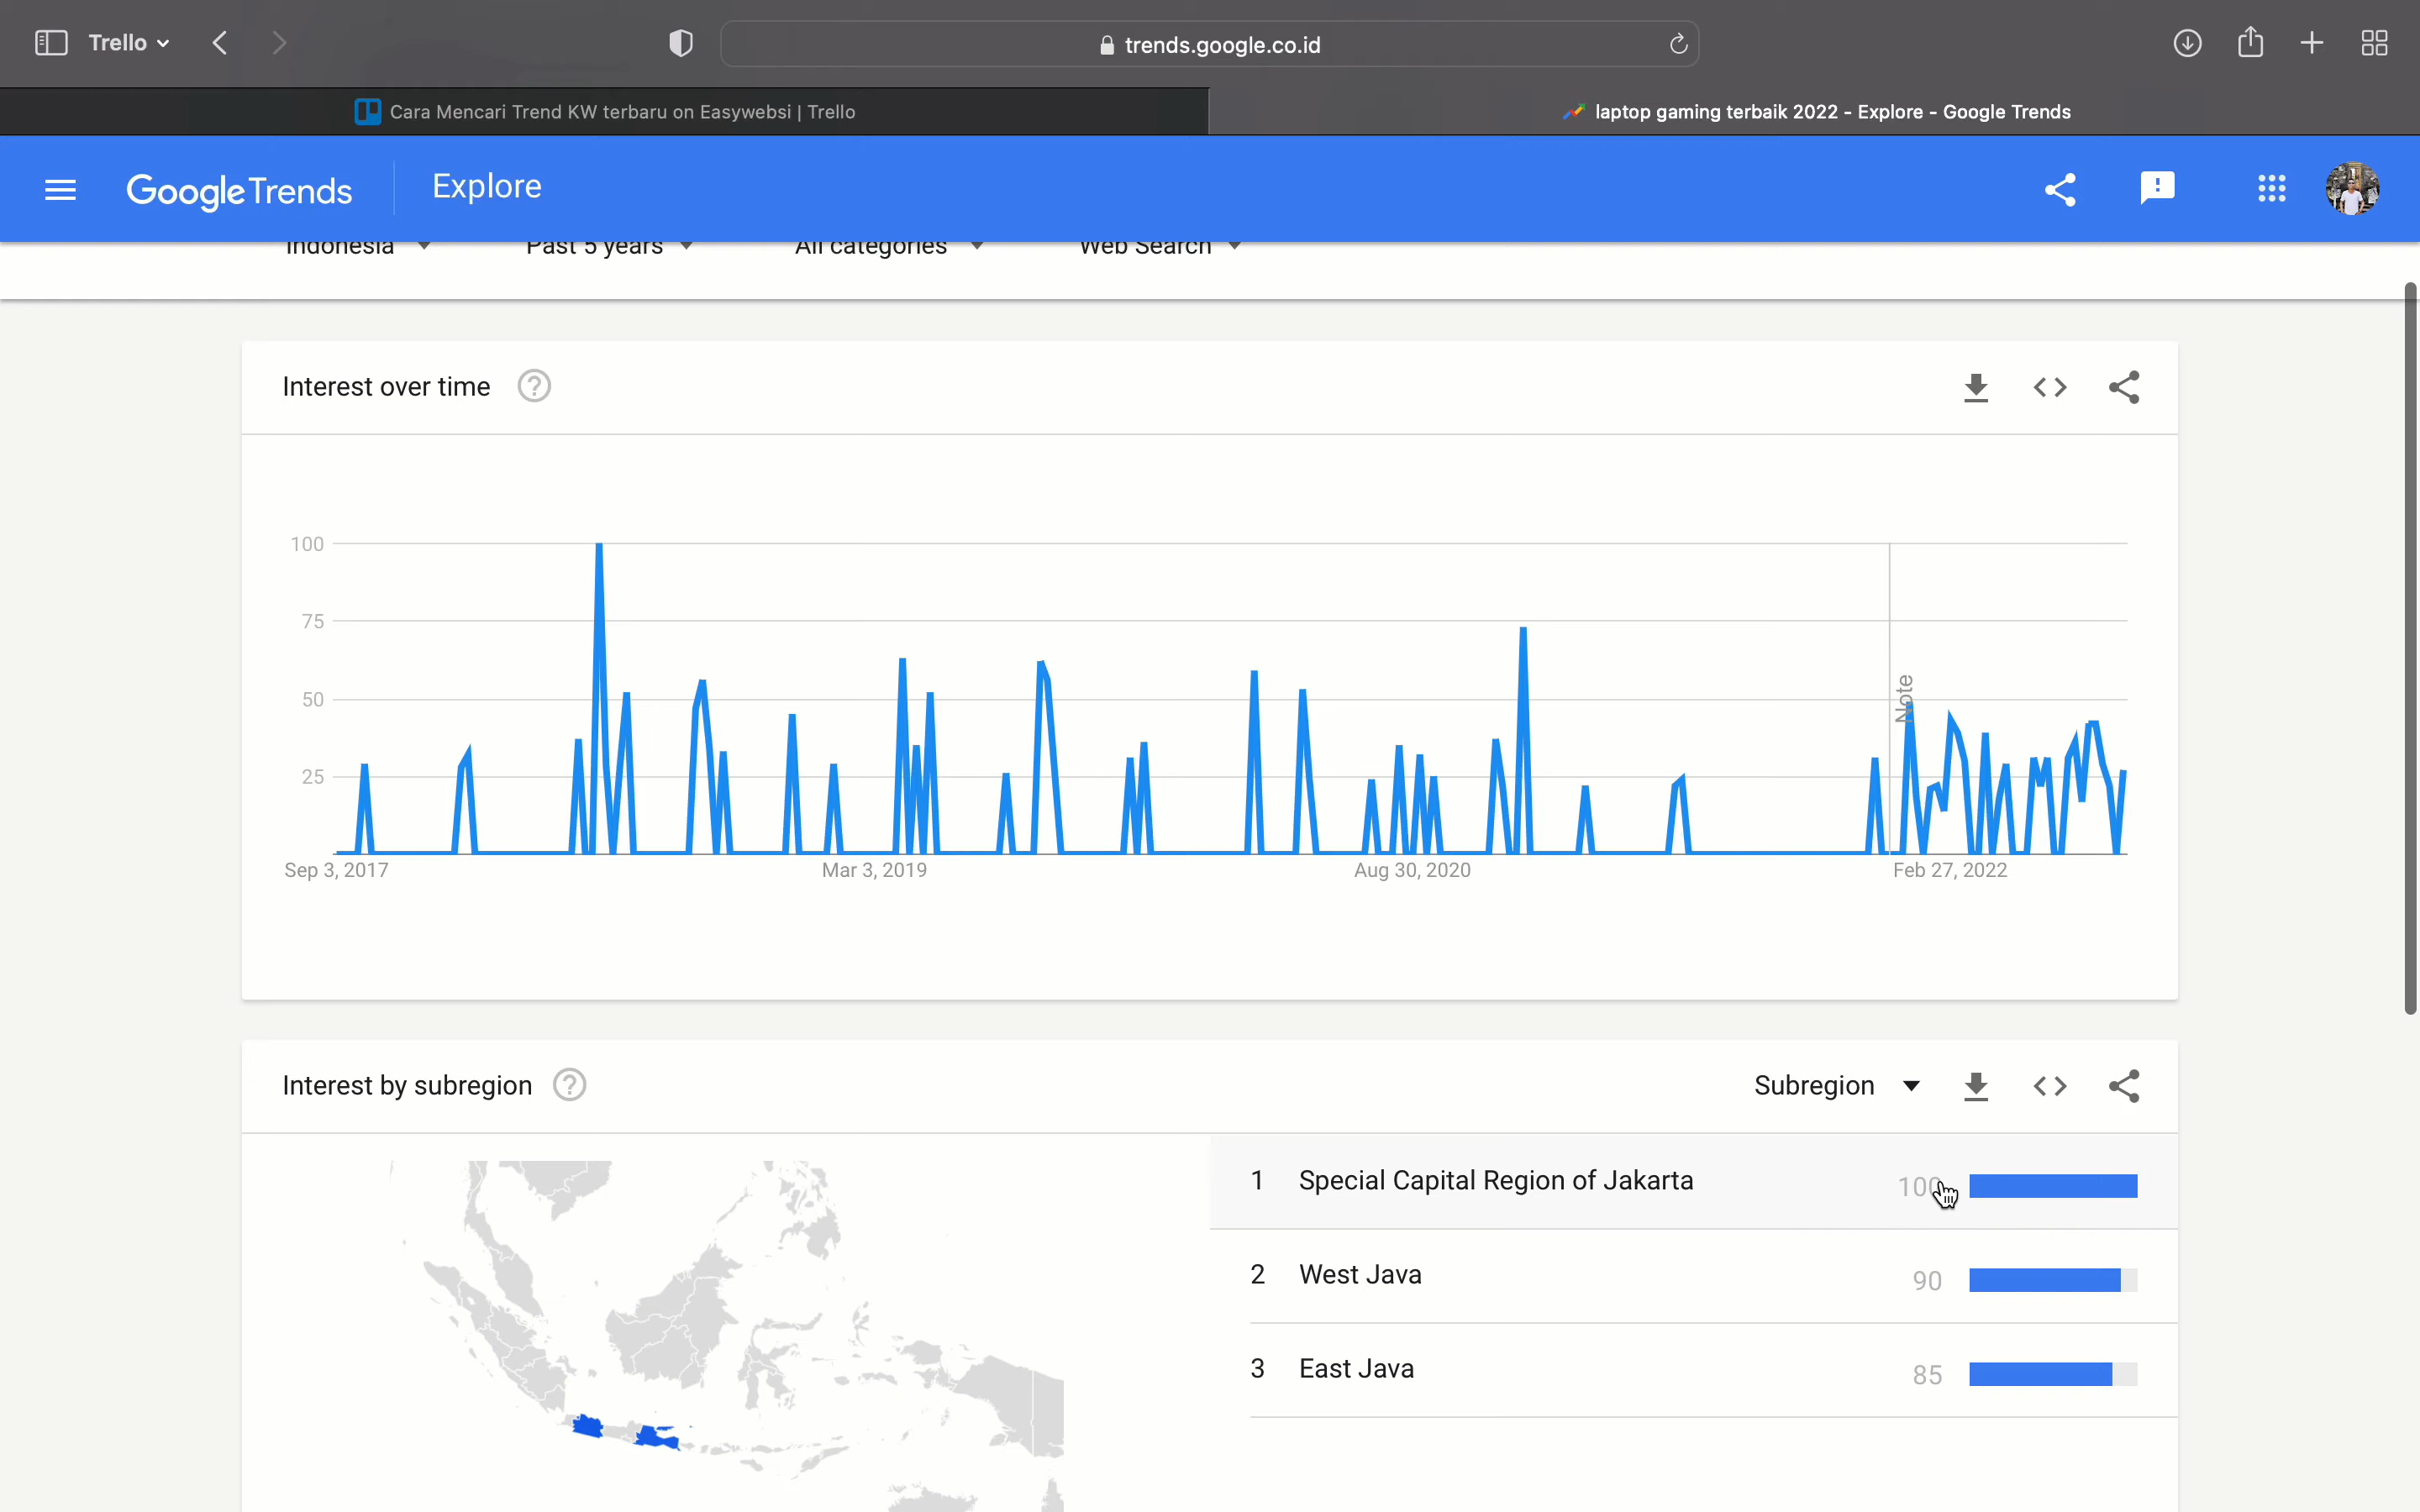 Trello
trends.google.co.id
Cara Mencari Trend KW terbaru on Easywebsi | Trello
laptop gaming terbaik 2022 - Explore - Google Trends
Google Trends
Explore
Indonesia
Past 5 years
All categories
Web Search
Interest over time
100
75
50
25
Note
Sep 3, 2017
Mar 3, 2019
Aug 30, 2020
Feb 27, 2022
Interest by subregion
Subregion
1 Special Capital Region of Jakarta 100
2 West Java 90
3 East Java 85